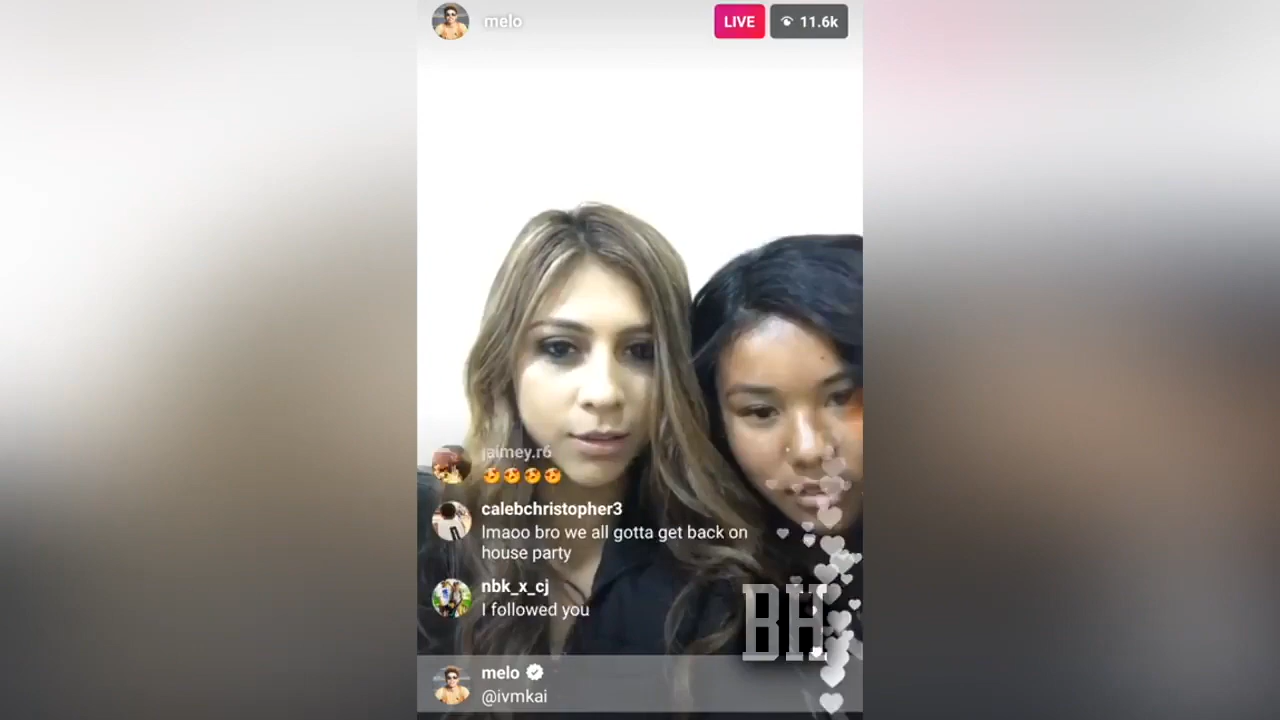 melo
LIVE
11.6k
jaimey.r6
calebchristopher3
lmaoo bro we all gotta get back on
house party
nbk_x_cj
I followed you
BH
melo
@ivmkai